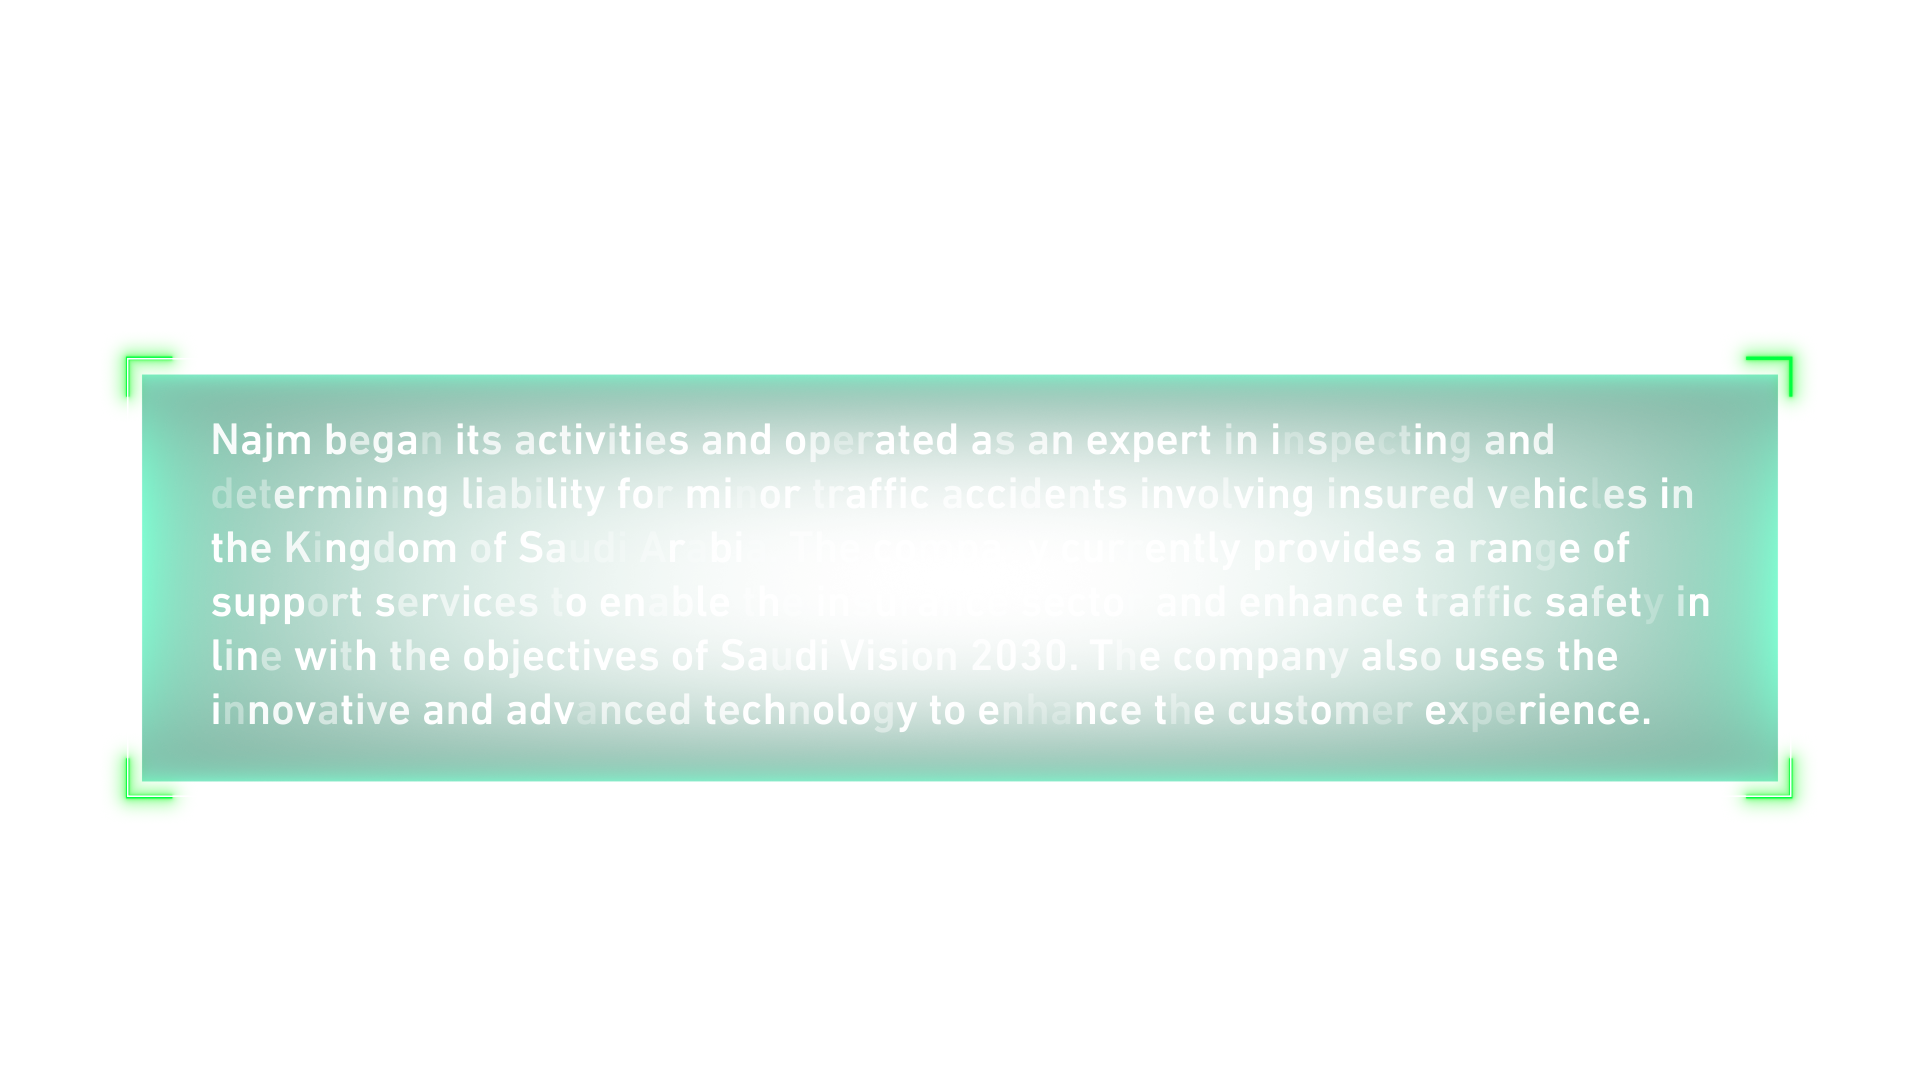 Najm began its activities and operated as an expert in inspecting and
determining liability for minor traffic accidents involving insured vehicles in
the Kingdom of Saudi Arabia. The company currently provides a range of
support services to enable the insurance sector and enhance traffic safety in
line with the objectives of Saudi Vision 2030. The company also uses the
innovative and advanced technology to enhance the customer experience.